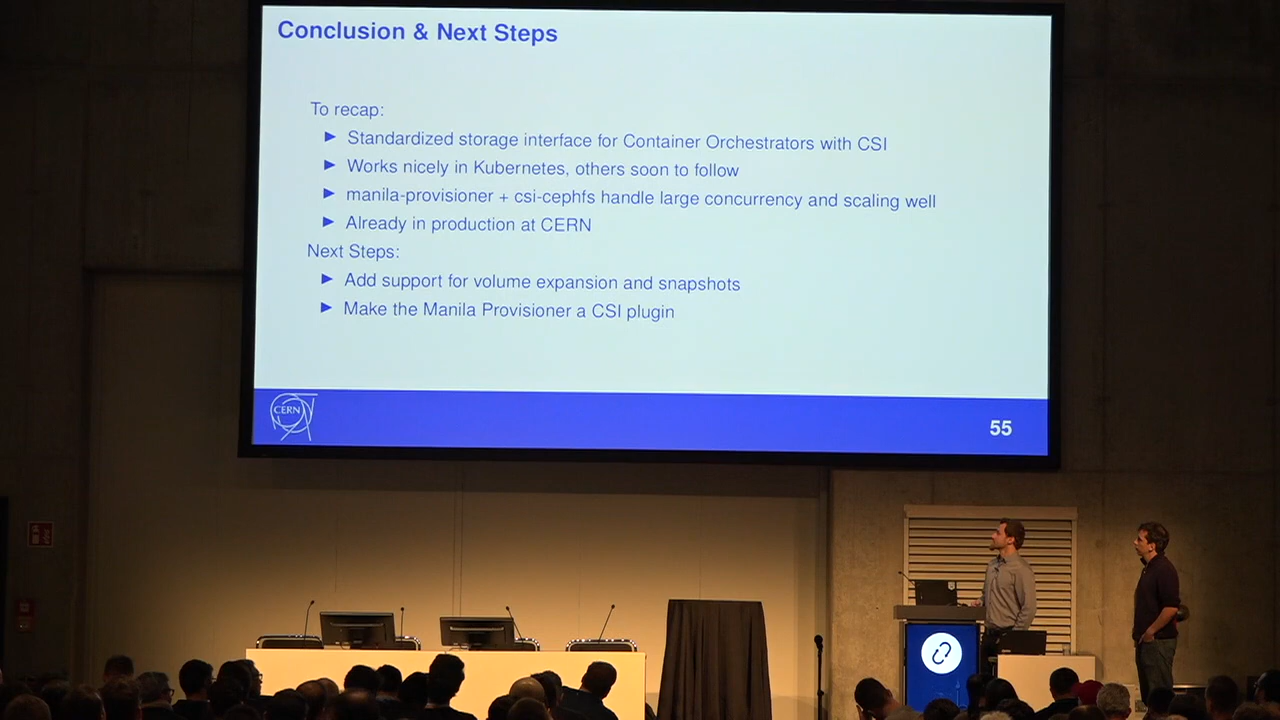 Conclusion & Next Steps
To recap:
Standardized storage interface for Container Orchestrators with CSI
Works nicely in Kubernetes, others soon to follow
manila-provisioner + csi-cephfs handle large concurrency and scaling well
Already in production at CERN
Next Steps:
Add support for volume expansion and snapshots
Make the Manila Provisioner a CSI plugin
CERN
55